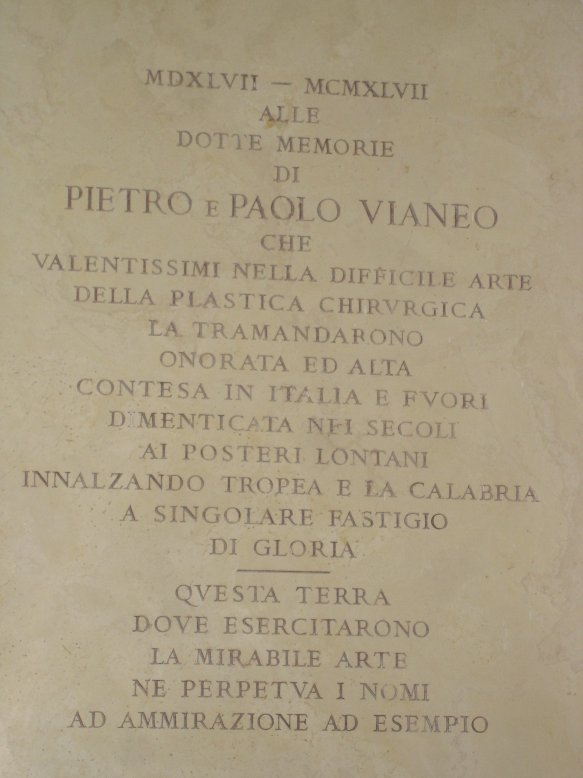 MDXLVII — MCMXLVII
ALLE
DOTTE MEMORIE
DI
PIETRO E PAOLO VIANEO
CHE
VALENTISSIMI NELLA DIFFICILE ARTE
DELLA PLASTICA CHIRVRGICA
LA TRAMANDARONO
ONORATA ED ALTA
CONTESA IN ITALIA E FVORI
DIMENTICATA NEI SECOLI
AI POSTERI LONTANI
INNALZANDO TROPEA E LA CALABRIA
A SINGOLARE FASTIGIO
DI GLORIA
QVESTA TERRA
DOVE ESERCITARONO
LA MIRABILE ARTE
NE PERPETVA I NOMI
AD AMMIRAZIONE AD ESEMPIO